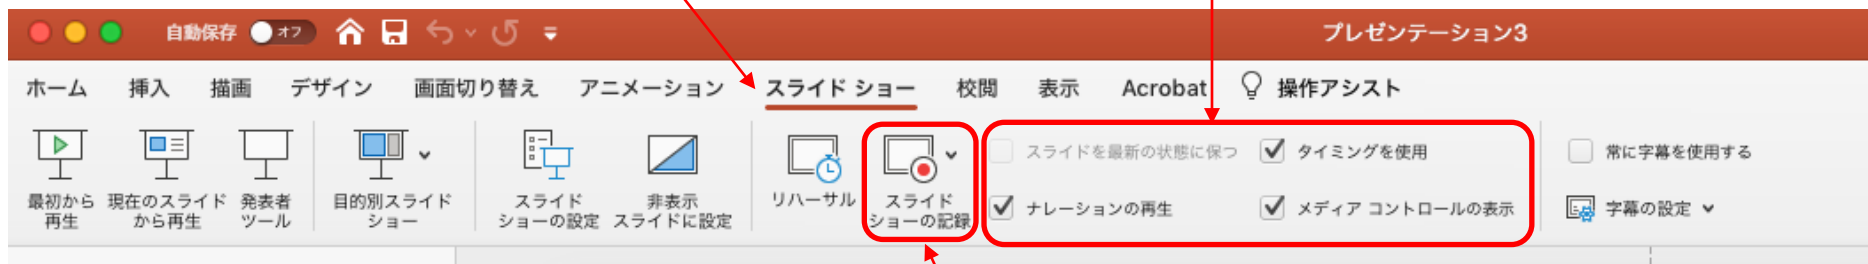 自動保存 オフ プレゼンテーション3
ホーム 挿入 描画 デザイン 画面切り替え アニメーション スライド ショー 校閲 表示 Acrobat 操作アシスト
最初から
再生
現在のスライド
から再生
発表者
ツール
目的別スライド
ショー
スライド
ショーの設定
非表示
スライドに設定
リハーサル
スライド
ショーの記録
スライドを最新の状態に保つ
タイミングを使用
ナレーションの再生
メディア コントロールの表示
常に字幕を使用する
字幕の設定